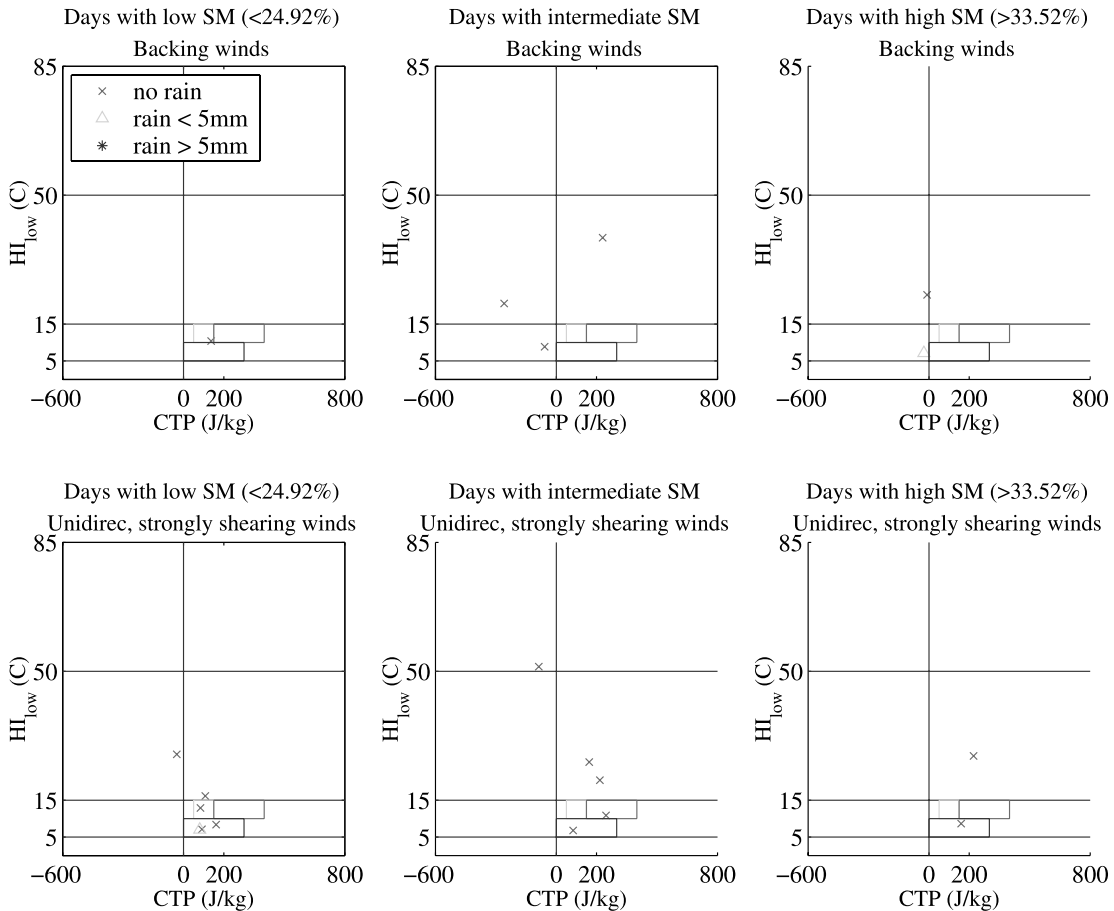 Days with low SM (<24.92%)
Backing winds
85
50
15
5
HI_low (C)
no rain
rain < 5mm
rain > 5mm
−600 0 200 800
CTP (J/kg)
Days with intermediate SM
Backing winds
85
50
15
5
HI_low (C)
−600 0 200 800
CTP (J/kg)
Days with high SM (>33.52%)
Backing winds
85
50
15
5
HI_low (C)
−600 0 200 800
CTP (J/kg)
Days with low SM (<24.92%)
Unidirec, strongly shearing winds
85
50
15
5
HI_low (C)
−600 0 200 800
CTP (J/kg)
Days with intermediate SM
Unidirec, strongly shearing winds
85
50
15
5
HI_low (C)
−600 0 200 800
CTP (J/kg)
Days with high SM (>33.52%)
Unidirec, strongly shearing winds
85
50
15
5
HI_low (C)
−600 0 200 800
CTP (J/kg)